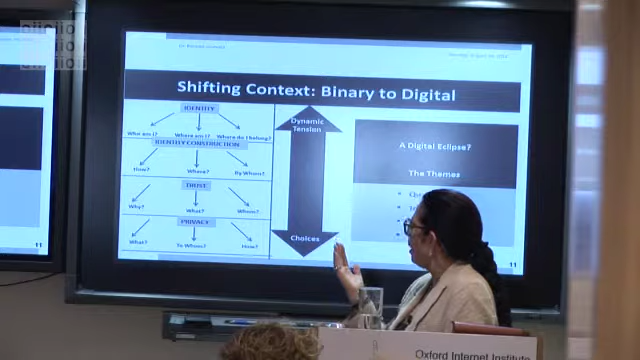 Shifting Context: Binary to Digital
IDENTITY
Who am I?
Where am I?
Where do I belong?
IDENTITY CONSTRUCTION
How?
Where?
By Whom?
TRUST
Why?
What?
Whom?
PRIVACY
What?
To Whom?
How?
Dynamic
Tension
Choices
A Digital Eclipse?
The Themes
11
11
Oxford Internet Institute